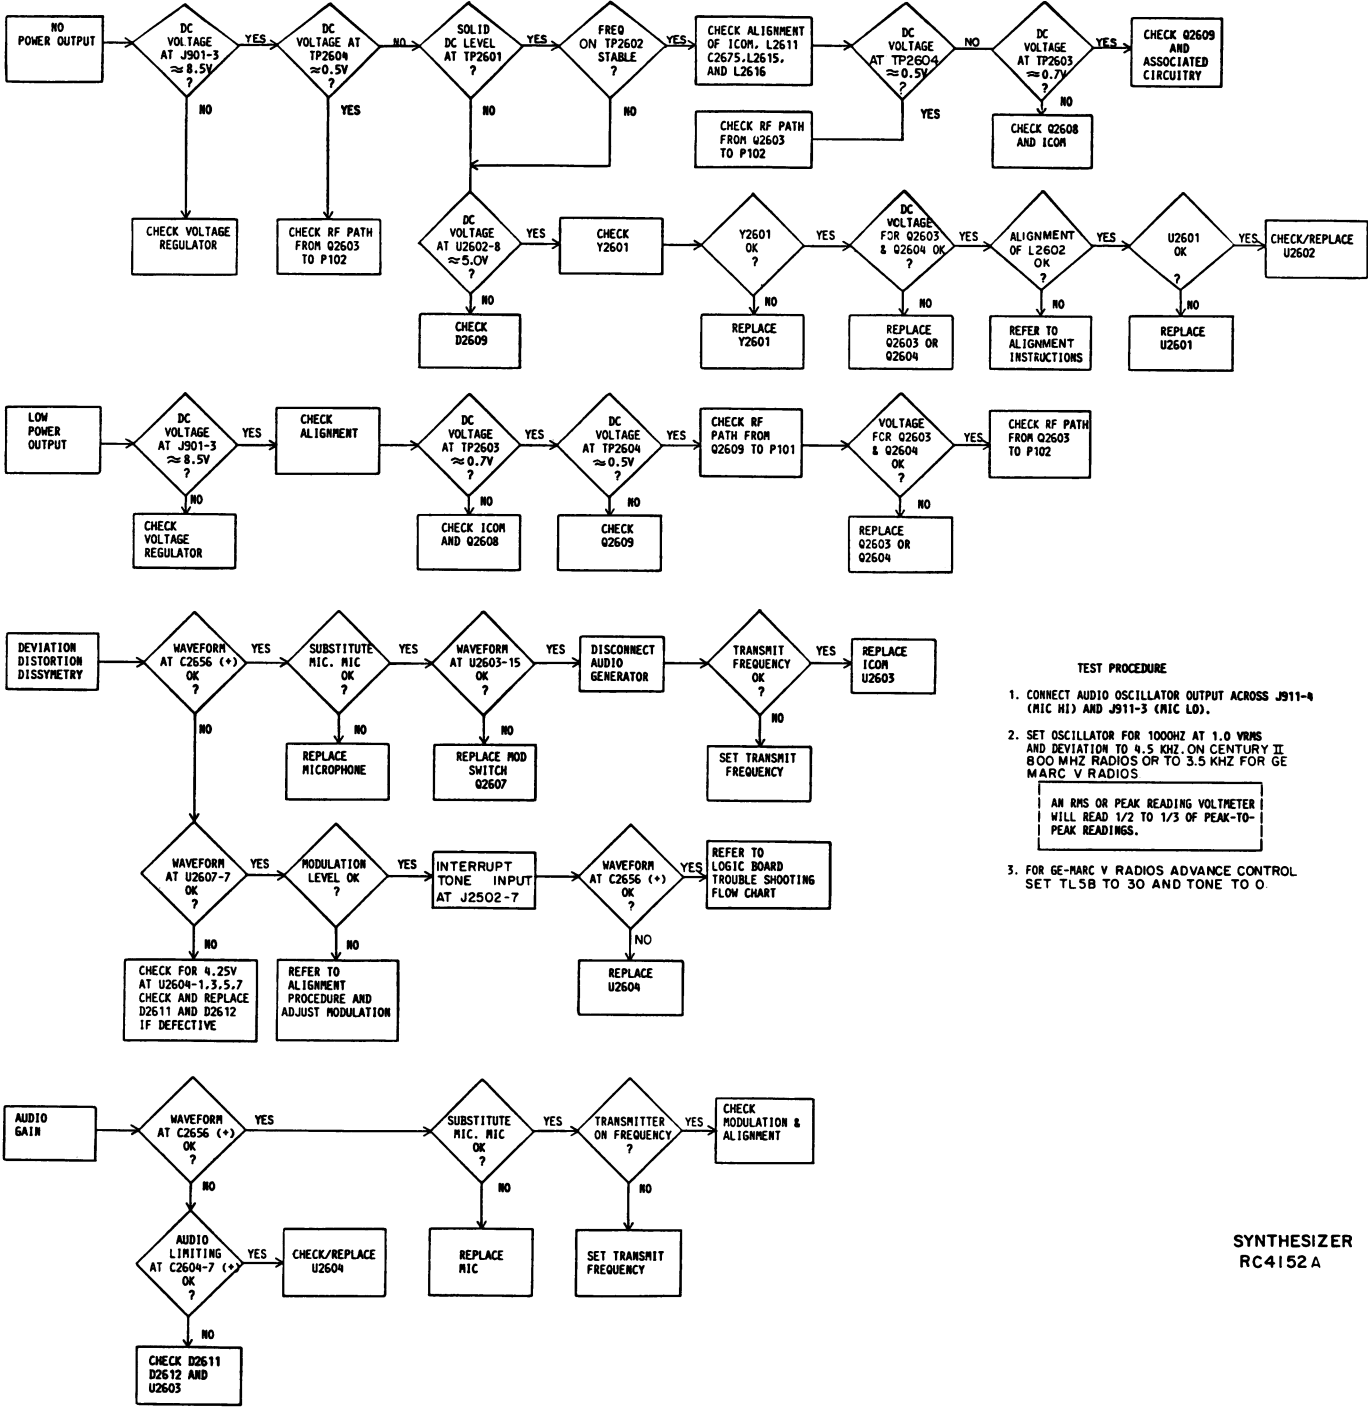 NO
POWER OUTPUT
DC
VOLTAGE
AT J901-3
≈8.5V
?
YES
NO
CHECK VOLTAGE
REGULATOR
DC
VOLTAGE AT
TP2604
≈0.5V
?
NO
YES
CHECK RF PATH
FROM Q2603
TO P102
SOLID
DC LEVEL
AT TP2601
?
YES
NO
FREQ
ON TP2602
STABLE
?
YES
NO
CHECK ALIGNMENT
OF ICOM, L2611
C2675,L2615,
AND L2616
DC
VOLTAGE
AT TP2604
≈0.5V
?
NO
YES
CHECK RF PATH
FROM Q2603
TO P102
DC
VOLTAGE
AT TP2603
≈0.7V
?
YES
NO
CHECK Q2608
AND ICOM
CHECK Q2609
AND
ASSOCIATED
CIRCUITRY
DC
VOLTAGE
AT U2602-8
≈5.0V
?
YES
NO
CHECK
D2609
CHECK
Y2601
Y2601
OK
?
YES
NO
REPLACE
Y2601
DC
VOLTAGE
FOR Q2603
& Q2604 OK
?
YES
NO
REPLACE
Q2603 OR
Q2604
ALIGNMENT
OF L2602
OK
?
YES
NO
REFER TO
ALIGNMENT
INSTRUCTIONS
U2601
OK
?
YES
NO
REPLACE
U2601
CHECK/REPLACE
U2602
LOW
POWER
OUTPUT
DC
VOLTAGE
AT J901-3
≈8.5V
?
YES
NO
CHECK
VOLTAGE
REGULATOR
CHECK
ALIGNMENT
DC
VOLTAGE
AT TP2603
≈0.7V
?
YES
NO
CHECK ICOM
AND Q2608
DC
VOLTAGE
AT TP2604
≈0.5V
?
YES
NO
CHECK
Q2609
CHECK RF
PATH FROM
Q2609 TO P101
VOLTAGE
FOR Q2603
& Q2604
OK
?
YES
NO
REPLACE
Q2603 OR
Q2604
CHECK RF PATH
FROM Q2603
TO P102
DEVIATION
DISTORTION
DISSYMETRY
WAVEFORM
AT C2656 (+)
OK
?
YES
NO
SUBSTITUTE
MIC. MIC
OK
?
YES
NO
REPLACE
MICROPHONE
WAVEFORM
AT U2603-15
OK
?
YES
NO
REPLACE MOD
SWITCH
Q2607
DISCONNECT
AUDIO
GENERATOR
TRANSMIT
FREQUENCY
OK
?
YES
NO
SET TRANSMIT
FREQUENCY
REPLACE
ICOM
U2603
WAVEFORM
AT U2607-7
OK
?
YES
NO
CHECK FOR 4.25V
AT U2604-1,3,5,7
CHECK AND REPLACE
D2611 AND D2612
IF DEFECTIVE
MODULATION
LEVEL OK
?
YES
NO
REFER TO
ALIGNMENT
PROCEDURE AND
ADJUST MODULATION
INTERRUPT
TONE INPUT
AT J2502-7
WAVEFORM
AT C2656 (+)
OK
?
YES
NO
REPLACE
U2604
REFER TO
LOGIC BOARD
TROUBLE SHOOTING
FLOW CHART
TEST PROCEDURE
1. CONNECT AUDIO OSCILLATOR OUTPUT ACROSS J911-4
(MIC HI) AND J911-3 (MIC LO).
2. SET OSCILLATOR FOR 1000HZ AT 1.0 VRMS
AND DEVIATION TO 4.5 KHZ.ON CENTURY II
800 MHZ RADIOS OR TO 3.5 KHZ FOR GE
MARC V RADIOS
AN RMS OR PEAK READING VOLTMETER
WILL READ 1/2 TO 1/3 OF PEAK-TO-
PEAK READINGS.
3. FOR GE-MARC V RADIOS ADVANCE CONTROL
SET TL5B TO 30 AND TONE TO 0.
AUDIO
GAIN
WAVEFORM
AT C2656 (+)
OK
?
YES
NO
SUBSTITUTE
MIC. MIC
OK
?
YES
NO
REPLACE
MIC
TRANSMITTER
ON FREQUENCY
?
YES
NO
SET TRANSMIT
FREQUENCY
CHECK
MODULATION &
ALIGNMENT
AUDIO
LIMITING
AT C2604-7 (+)
OK
?
YES
NO
CHECK/REPLACE
U2604
CHECK D2611
D2612 AND
U2603
SYNTHESIZER
RC4152A